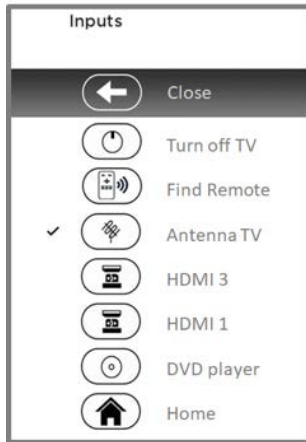 Inputs
Close
Turn off TV
Find Remote
Antenna TV
HDMI 3
HDMI 1
DVD player
Home